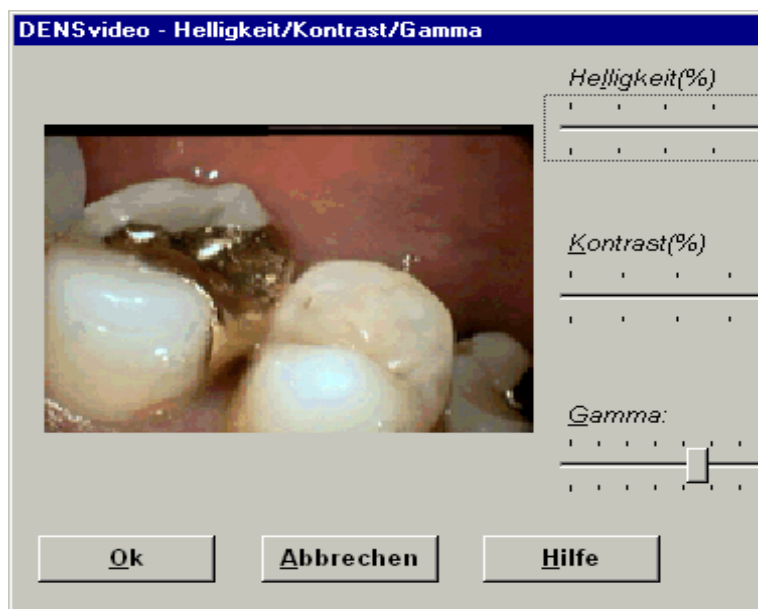 DENSvideo - Helligkeit/Kontrast/Gamma
Helligkeit(%)
Kontrast(%)
Gamma:
Ok
Abbrechen
Hilfe